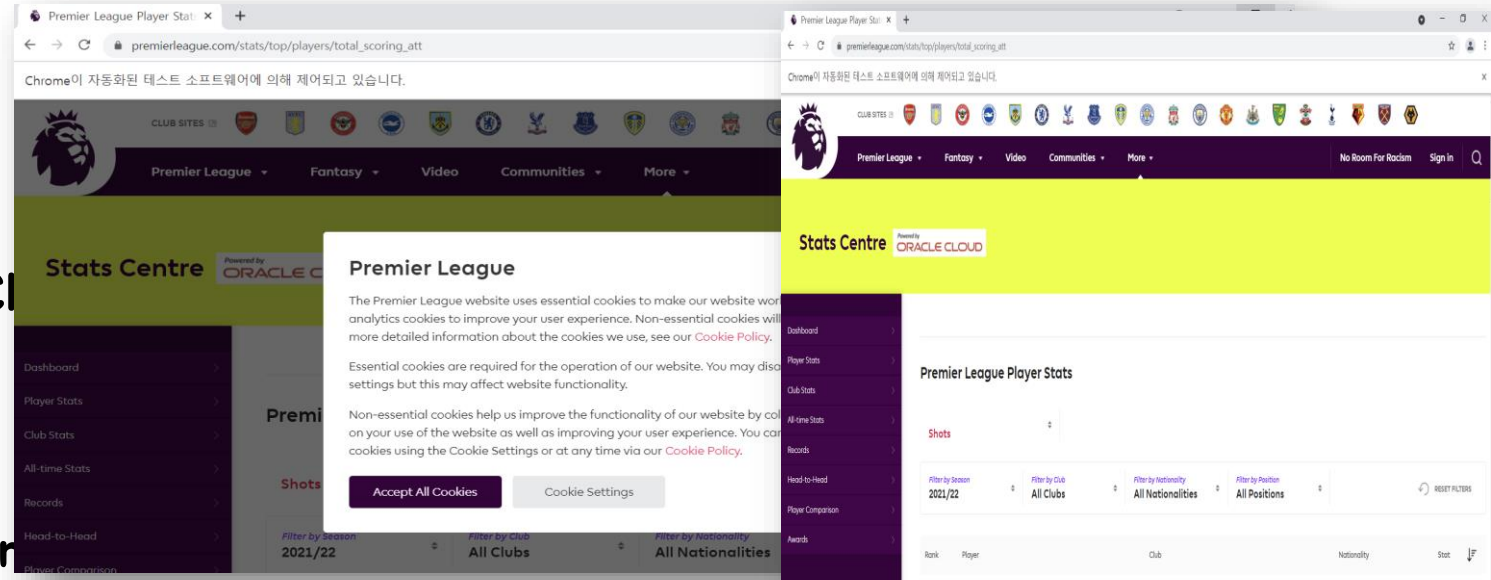 Premier League Player Stat
premierleague.com/stats/top/players/total_scoring_att
Chrome이 자동화된 테스트 소프트웨어에 의해 제어되고 있습니다.
CLUB SITES
Premier League
Fantasy
Video
Communities
More
Stats Centre
Powered by
ORACLE C
Premier League
The Premier League website uses essential cookies to make our website wor
analytics cookies to improve your user experience. Non-essential cookies will
more detailed information about the cookies we use, see our Cookie Policy.
Essential cookies are required for the operation of our website. You may disa
settings but this may affect website functionality.
Non-essential cookies help us improve the functionality of our website by col
on your use of the website as well as improving your user experience. You can
cookies using the Cookie Settings or at any time via our Cookie Policy.
Accept All Cookies
Cookie Settings
Dashboard
Player Stats
Club Stats
All-time Stats
Records
Head-to-Head
Player Comparison
Premi
Shots
Filter by Season
2021/22
Filter by Club
All Clubs
Filter by Nationality
All Nationalities
Premier League Player Stat
premierleague.com/stats/top/players/total_scoring_att
Chrome이 자동화된 테스트 소프트웨어에 의해 제어되고 있습니다.
CLUB SITES
Premier League
Fantasy
Video
Communities
More
No Room For Racism
Sign in
Stats Centre
Powered by
ORACLE CLOUD
Dashboard
Player Stats
Club Stats
All-time Stats
Records
Head-to-Head
Player Comparison
Awards
Premier League Player Stats
Shots
Filter by Season
2021/22
Filter by Club
All Clubs
Filter by Nationality
All Nationalities
Filter by Position
All Positions
RESET FILTERS
Rank Player Club Nationality Stat